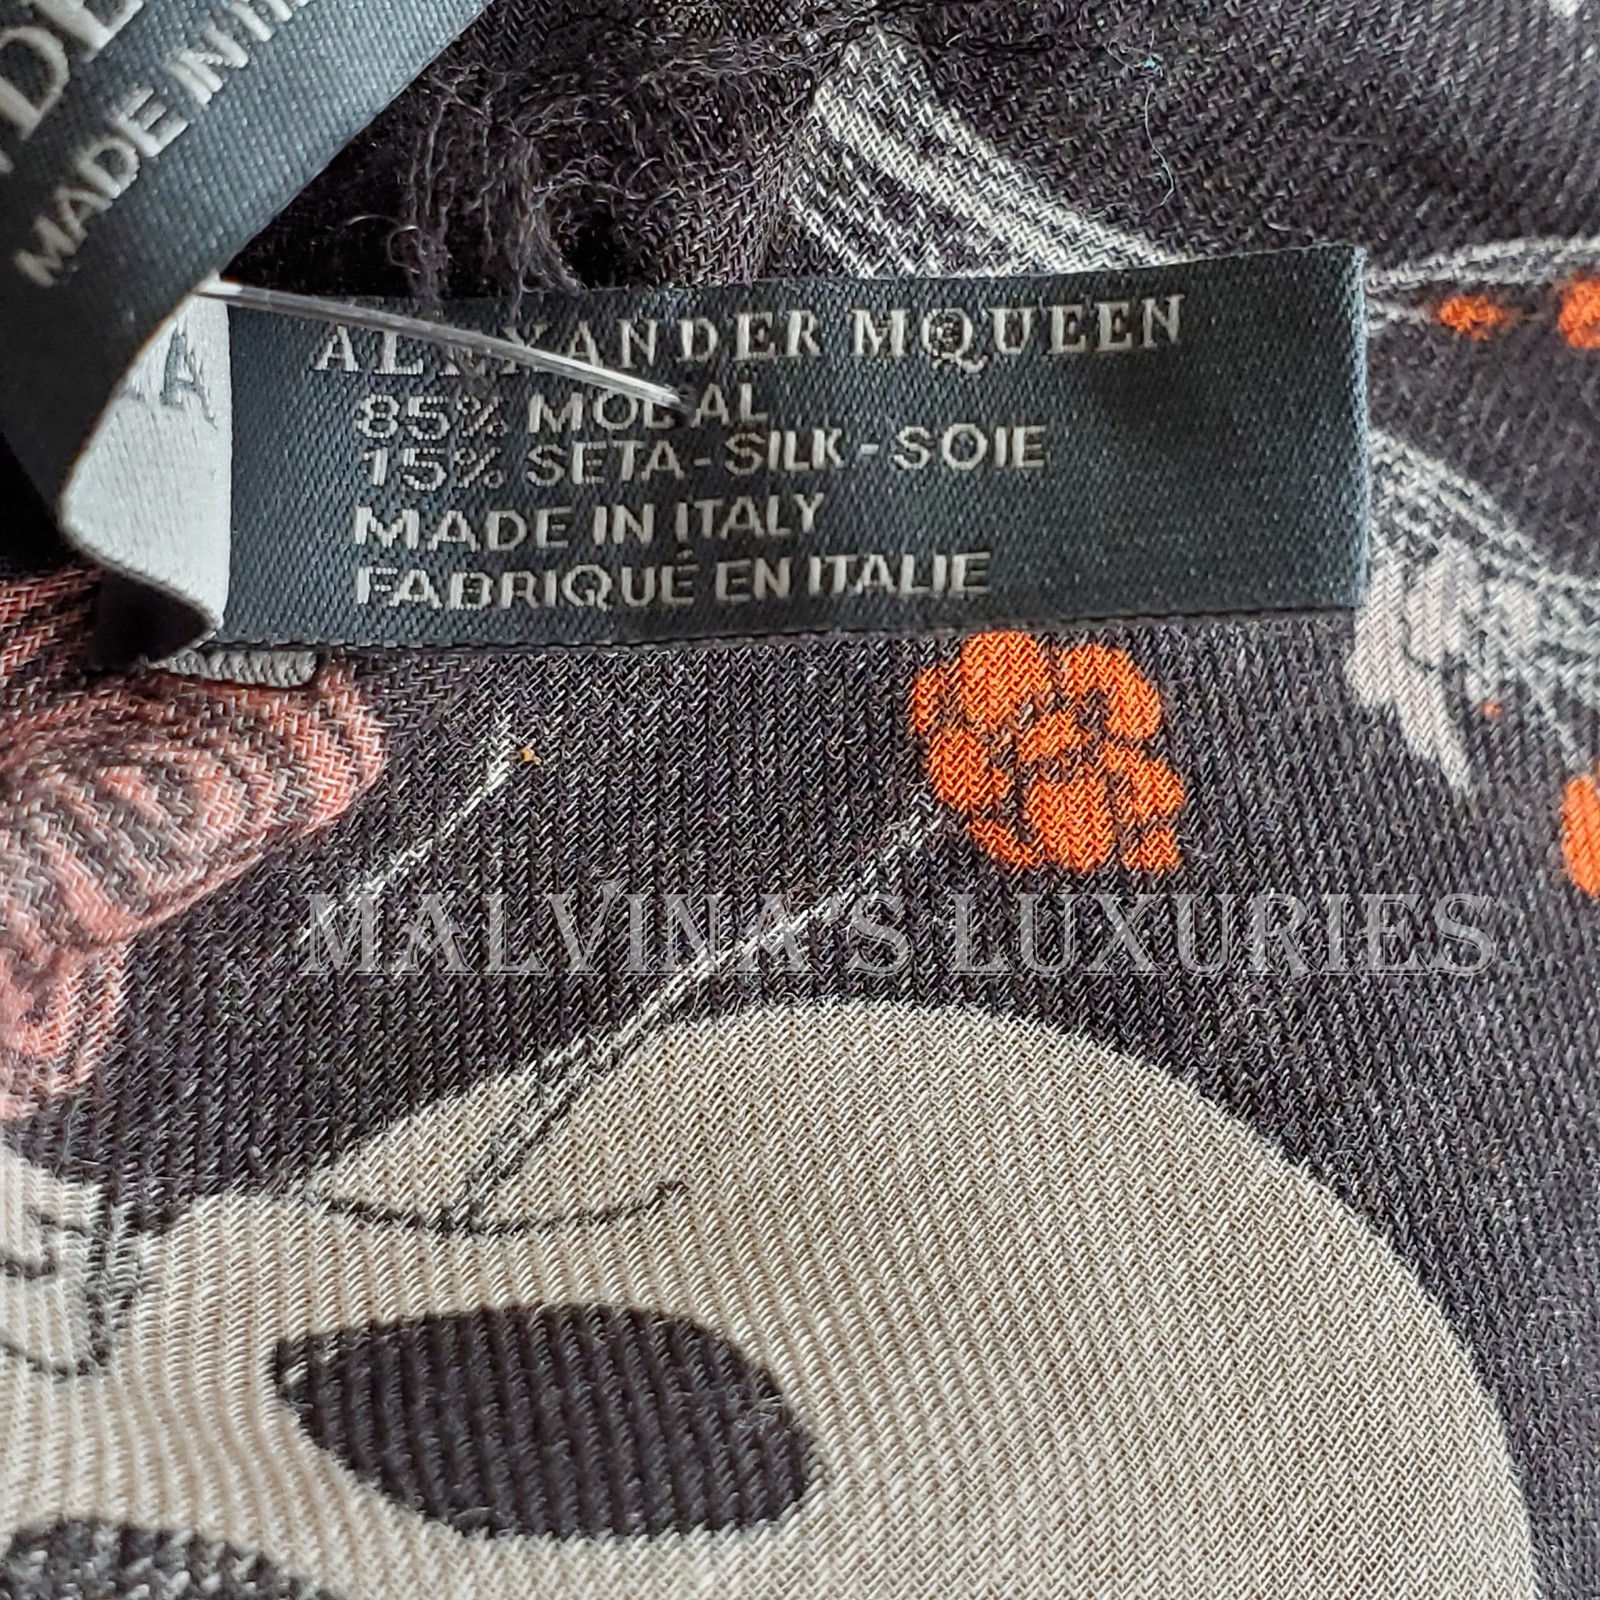 MADE IN
ALEXANDER MQUEEN
85% MODAL
15% SETA-SILK-SOIE
MADE IN ITALY
FABRIQUÉ EN ITALIE
MALVINA'S LUXURIES